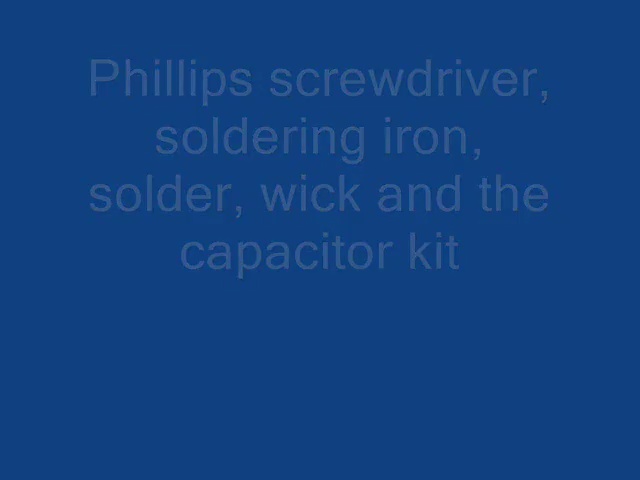 Phillips screwdriver,
soldering iron,
solder, wick and the
capacitor kit